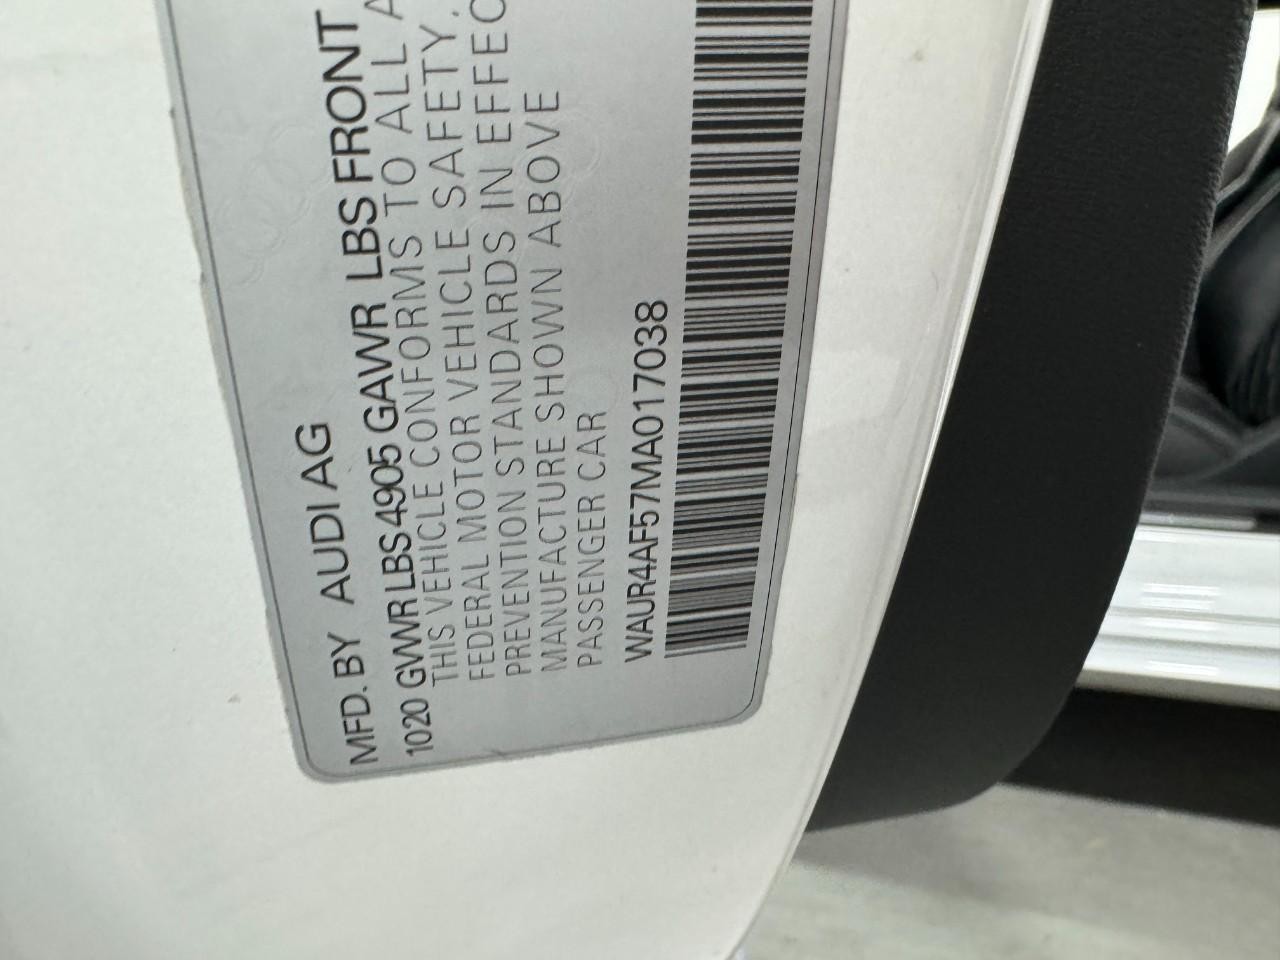 MFD. BY AUDI AG
1020 GWWR LBS 4905 GAWR LBS FRONT
THIS VEHICLE CONFORMS TO ALL A
FEDERAL MOTOR VEHICLE SAFETY.
PREVENTION STANDARDS IN EFFEC
MANUFACTURE SHOWN ABOVE
PASSENGER CAR
WAUR4AF57MA017038